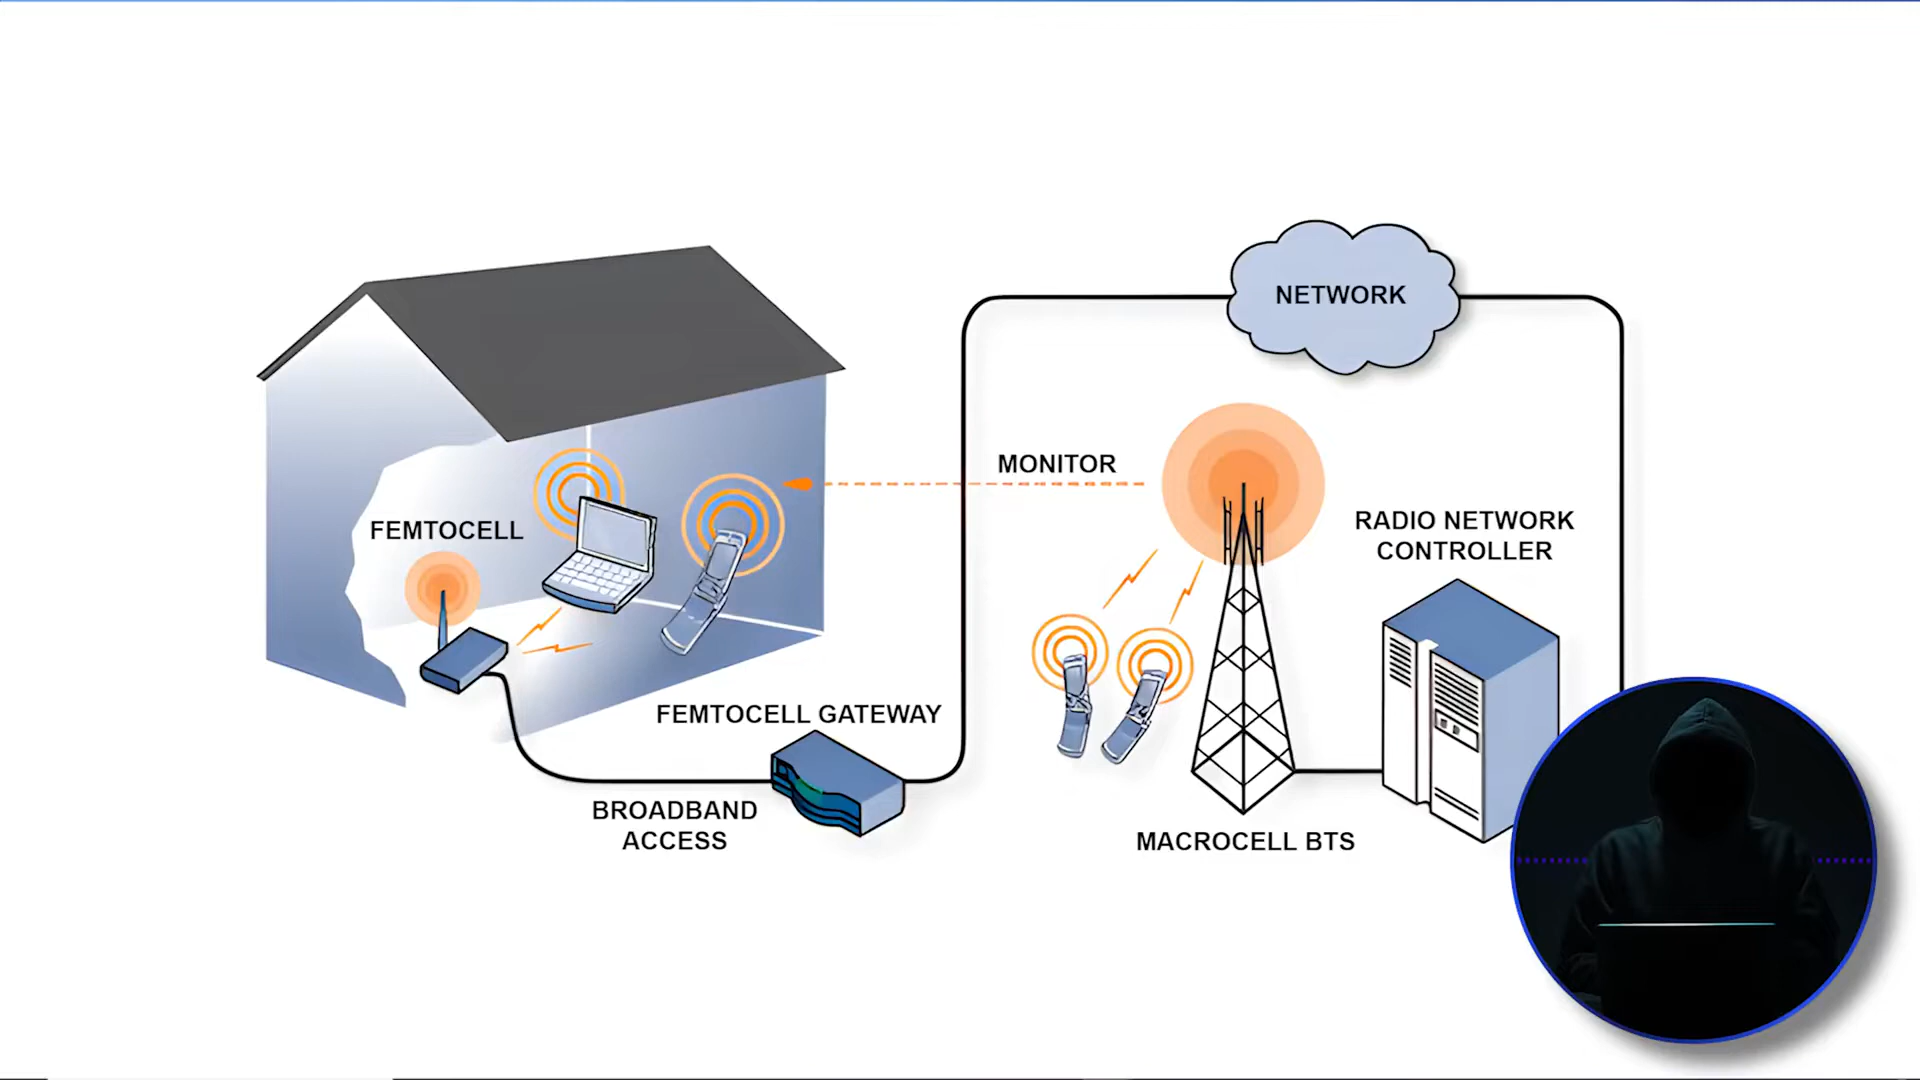 NETWORK
MONITOR
RADIO NETWORK
CONTROLLER
FEMTOCELL
FEMTOCELL GATEWAY
BROADBAND
ACCESS
MACROCELL BTS